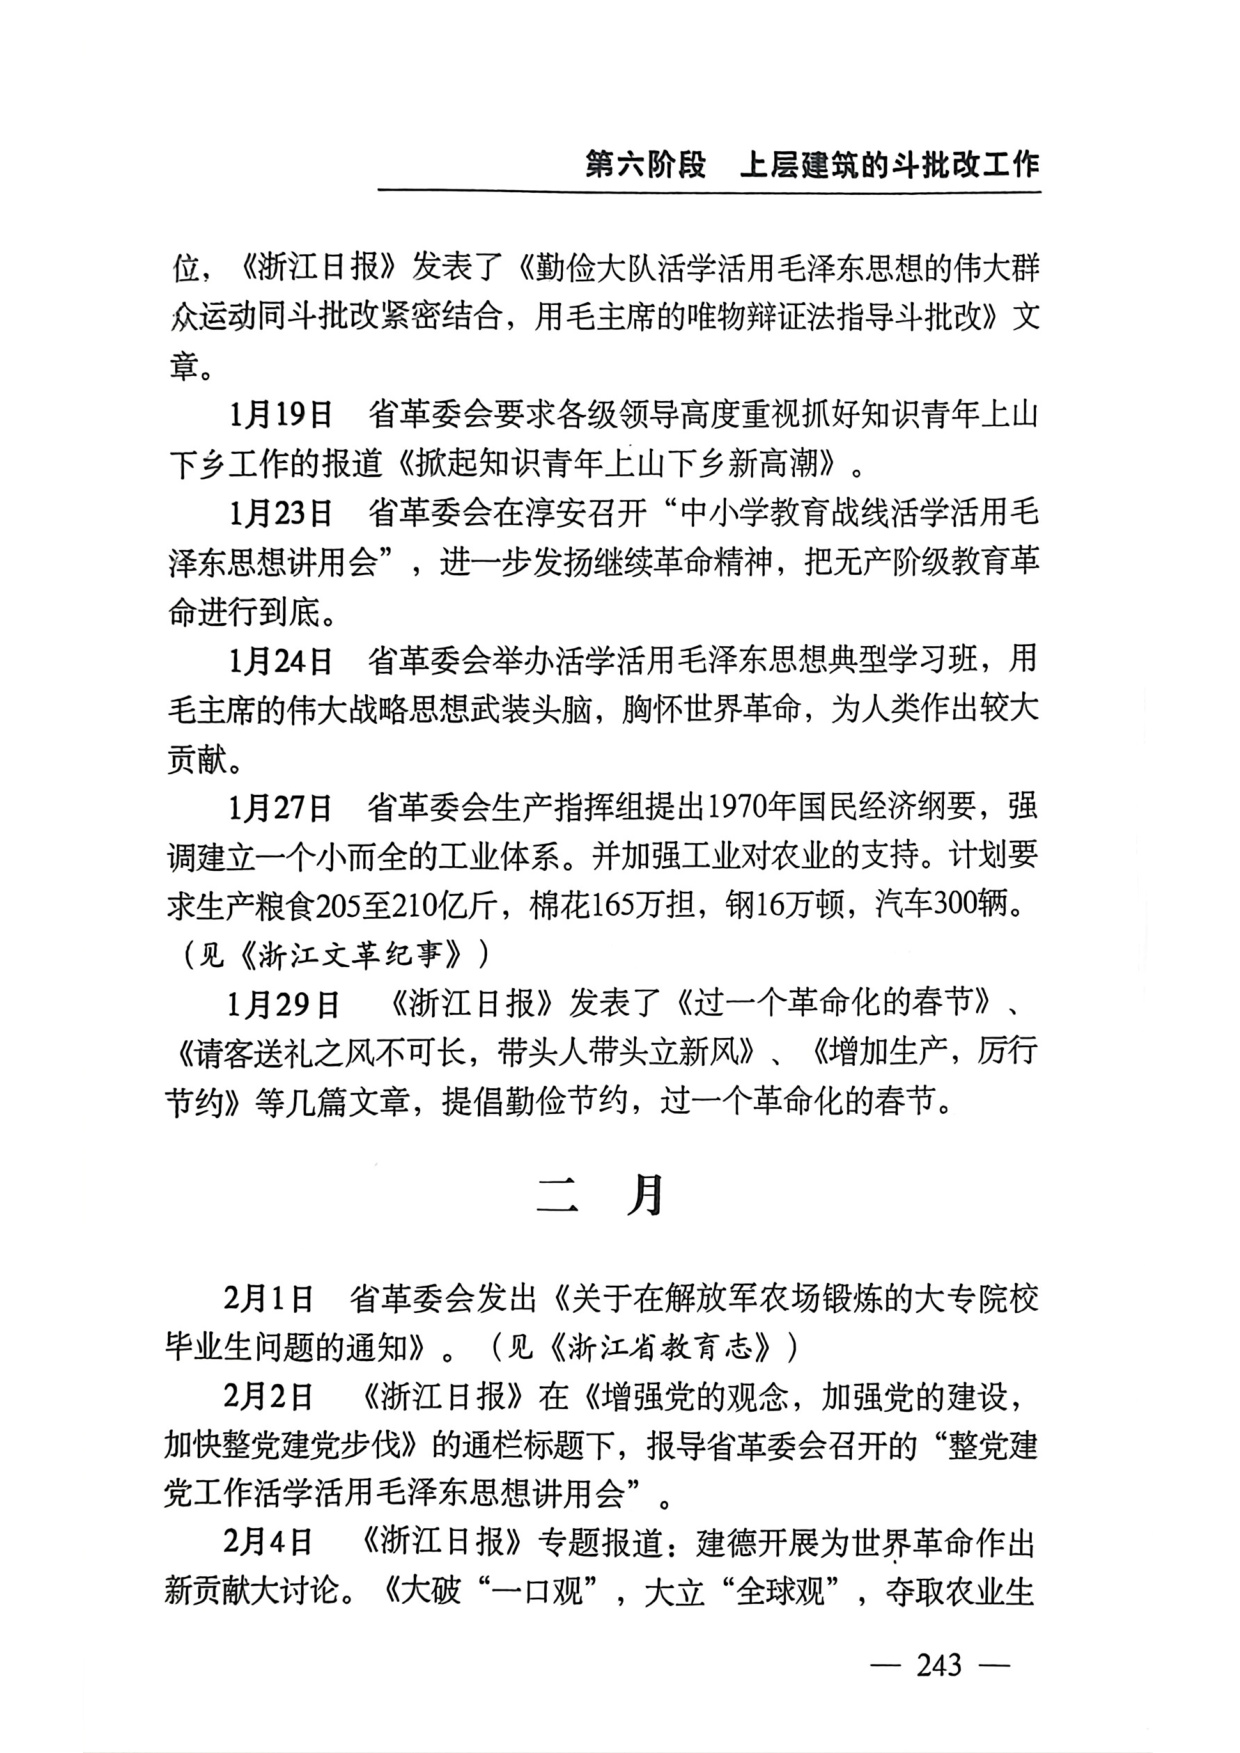 第六阶段 上层建筑的斗批改工作
位，《浙江日报》发表了《勤俭大队活学活用毛泽东思想的伟大群
众运动同斗批改紧密结合，用毛主席的唯物辩证法指导斗批改》文
章。
1月19日 省革委会要求各级领导高度重视抓好知识青年上山
下乡工作的报道《掀起知识青年上山下乡新高潮》。
1月23日 省革委会在淳安召开“中小学教育战线活学活用毛
泽东思想讲用会”，进一步发扬继续革命精神，把无产阶级教育革
命进行到底。
1月24日 省革委会举办活学活用毛泽东思想典型学习班，用
毛主席的伟大战略思想武装头脑，胸怀世界革命，为人类作出较大
贡献。
1月27日 省革委会生产指挥组提出1970年国民经济纲要，强
调建立一个小而全的工业体系。并加强工业对农业的支持。计划要
求生产粮食205至210亿斤，棉花165万担，钢16万顿，汽车300辆。
（见《浙江文革纪事》）
1月29日 《浙江日报》发表了《过一个革命化的春节》、
《请客送礼之风不可长，带头人带头立新风》、《增加生产，厉行
节约》等几篇文章，提倡勤俭节约，过一个革命化的春节。
二 月
2月1日 省革委会发出《关于在解放军农场锻炼的大专院校
毕业生问题的通知》。（见《浙江省教育志》）
2月2日 《浙江日报》在《增强党的观念，加强党的建设，
加快整党建党步伐》的通栏标题下，报导省革委会召开的“整党建
党工作活学活用毛泽东思想讲用会”。
2月4日 《浙江日报》专题报道：建德开展为世界革命作出
新贡献大讨论。《大破“一口观”，大立“全球观”，夺取农业生
— 243 —